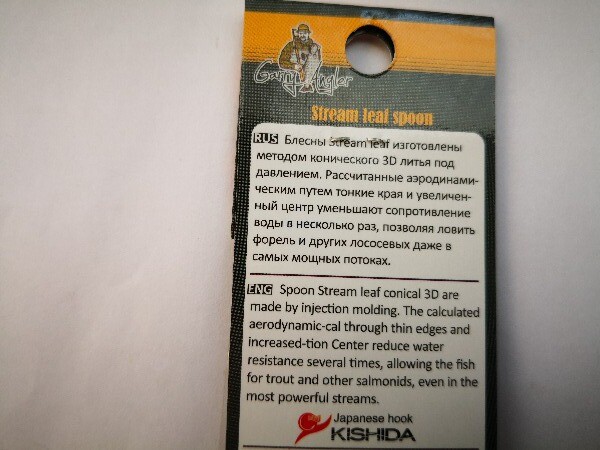 Garry Angler
Stream leaf spoon
RUS Блесны Stream leaf изготовлены
методом конического 3D литья под
давлением. Рассчитанные аэродинами-
ческим путем тонкие края и увеличен-
ный центр уменьшают сопротивление
воды в несколько раз, позволяя ловить
форель и других лососевых даже в
самых мощных потоках.
ENG Spoon Stream leaf conical 3D are
made by injection molding. The calculated
aerodynamic-cal through thin edges and
increased-tion Center reduce water
resistance several times, allowing the fish
for trout and other salmonids, even in the
most powerful streams.
Japanese hook
KISHIDA